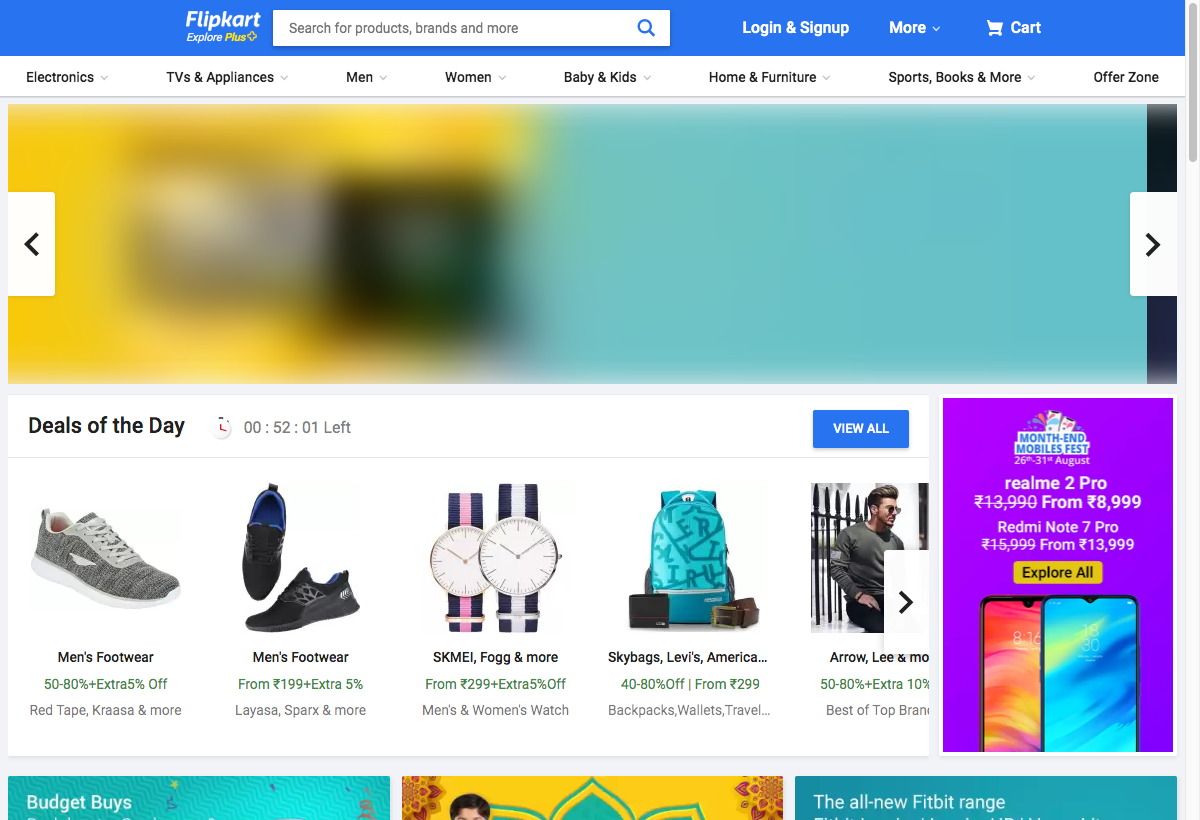 Flipkart
Explore Plus
Search for products, brands and more
Login & Signup
More
Cart
Electronics
TVs & Appliances
Men
Women
Baby & Kids
Home & Furniture
Sports, Books & More
Offer Zone
Deals of the Day
00 : 52 : 01 Left
VIEW ALL
Men's Footwear
50-80%+Extra5% Off
Red Tape, Kraasa & more
Men's Footwear
From ₹199+Extra 5%
Layasa, Sparx & more
SKMEI, Fogg & more
From ₹299+Extra5%Off
Men's & Women's Watch
Skybags, Levi's, America...
40-80%Off | From ₹299
Backpacks,Wallets,Travel...
Arrow, Lee & mo
50-80%+Extra 10%
Best of Top Bran
MONTH-END
MOBILES FEST
26th-31st August
realme 2 Pro
₹13,990 From ₹8,999
Redmi Note 7 Pro
₹15,999 From ₹13,999
Explore All
8:16
18
30
Budget Buys
The all-new Fitbit range